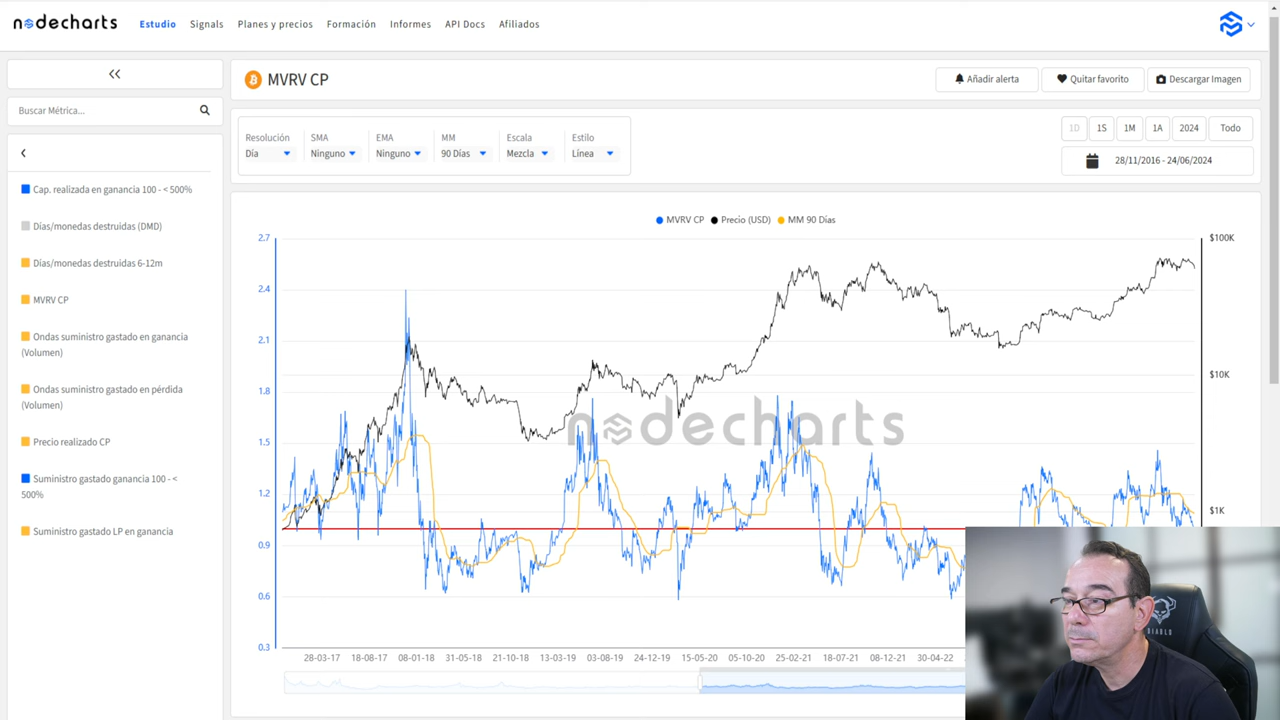 nodecharts
Estudio Signals Planes y precios Formación Informes API Docs Afiliados
MVRV CP
Añadir alerta
Quitar favorito
Descargar Imagen
Buscar Métrica...
Resolución SMA EMA MM Escala Estilo
Día Ninguno Ninguno 90 Días Mezcla Línea
1D 1S 1M 1A 2024 Todo
28/11/2016 - 24/06/2024
Cap. realizada en ganancia 100 - < 500%
Días/monedas destruidas (DMD)
Días/monedas destruidas 6-12m
MVRV CP
Ondas suministro gastado en ganancia
(Volumen)
Ondas suministro gastado en pérdida
(Volumen)
Precio realizado CP
Suministro gastado ganancia 100 - <
500%
Suministro gastado LP en ganancia
MVRV CP Precio (USD) MM 90 Días
2.7
2.4
2.1
1.8
1.5
1.2
0.9
0.6
0.3
$100K
$10K
$1K
nodecharts
28-03-17 18-08-17 08-01-18 31-05-18 21-10-18 13-03-19 03-08-19 24-12-19 15-05-20 05-10-20 25-02-21 18-07-21 08-12-21 30-04-22
DIABLO